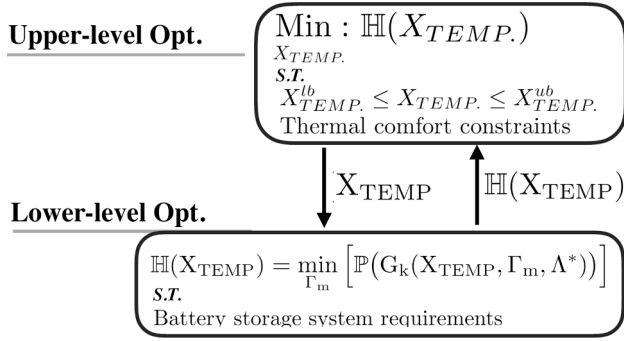 Upper-level Opt.
Min : ℍ(X_{TEMP.})
X_{TEMP.}
S.T.
X^{lb}_{TEMP.} ≤ X_{TEMP.} ≤ X^{ub}_{TEMP.}
Thermal comfort constraints
X_{TEMP} ℍ(X_{TEMP})
Lower-level Opt.
ℍ(X_{TEMP}) = min_{Γ_m} [ℙ(G_k(X_{TEMP}, Γ_m, Λ*))]
S.T.
Battery storage system requirements